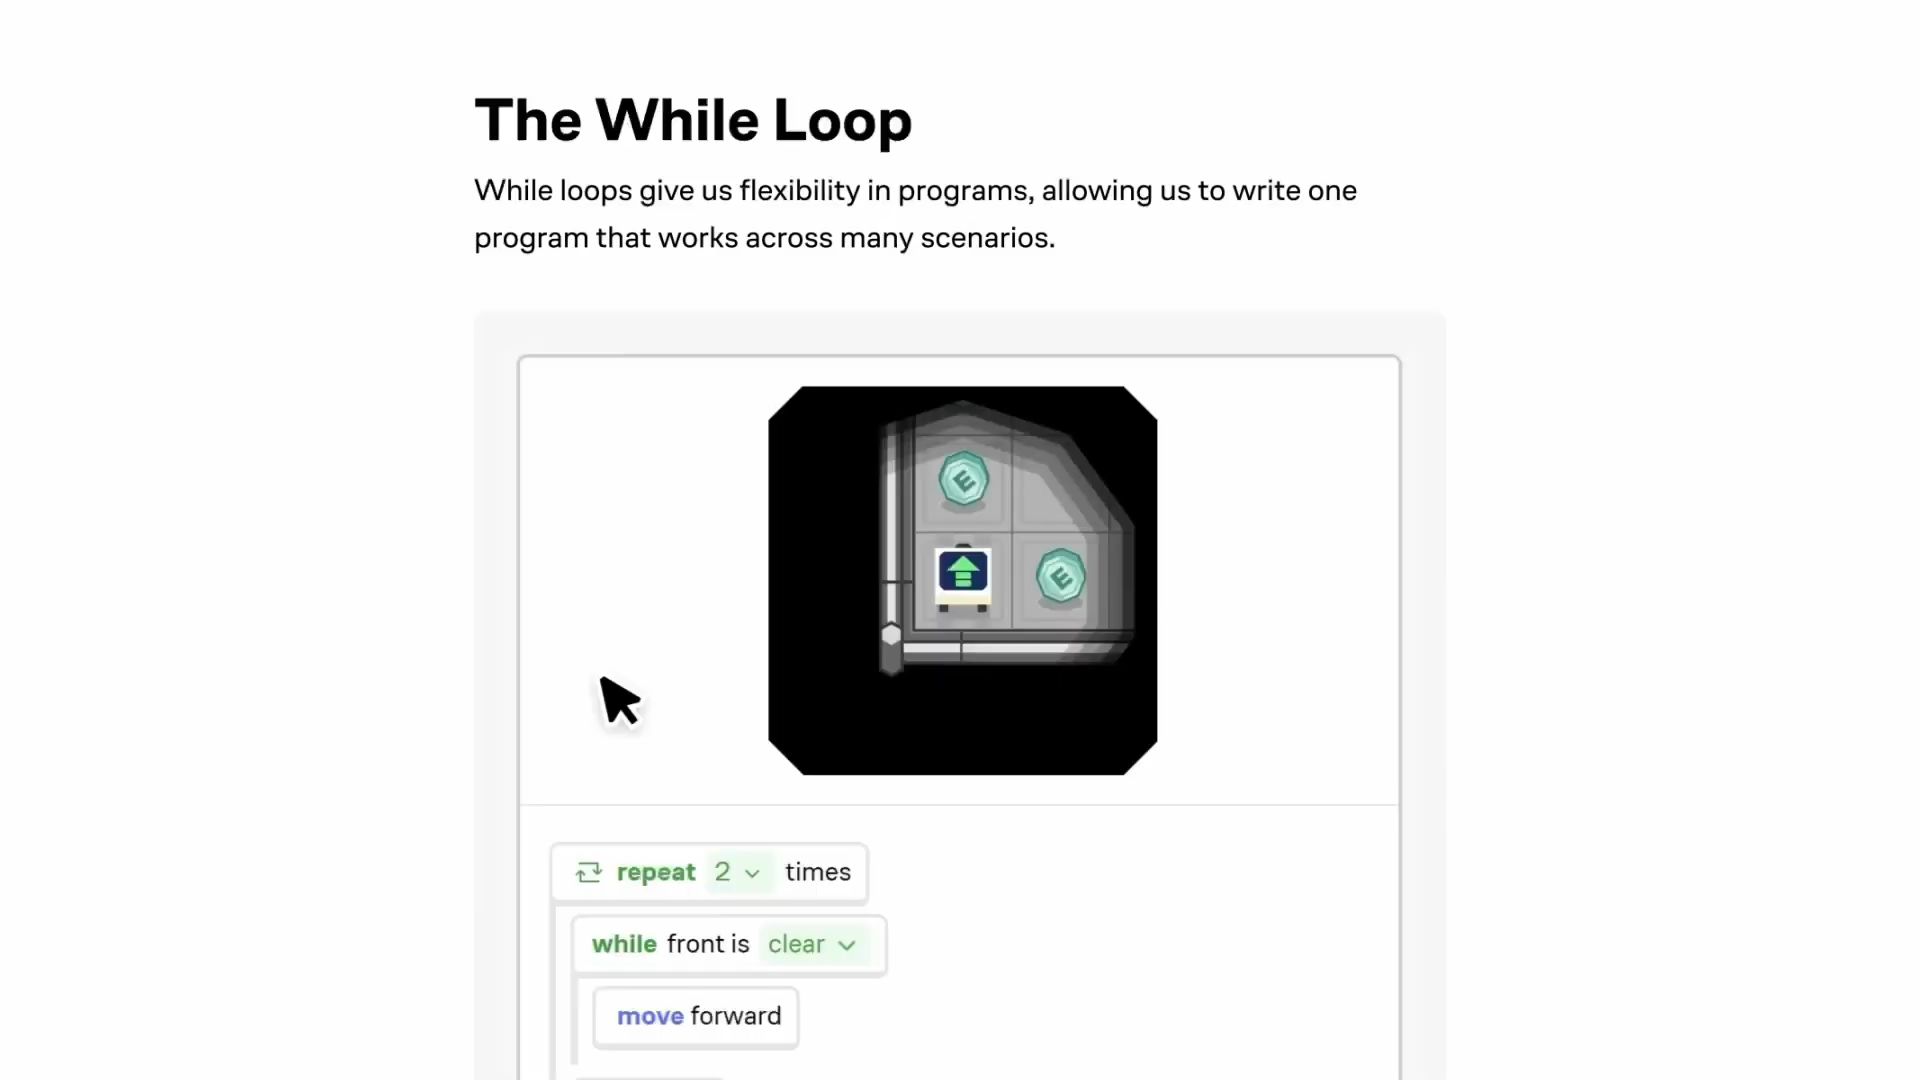 The While Loop
While loops give us flexibility in programs, allowing us to write one
program that works across many scenarios.
E
E
repeat 2 times
while front is clear
move forward